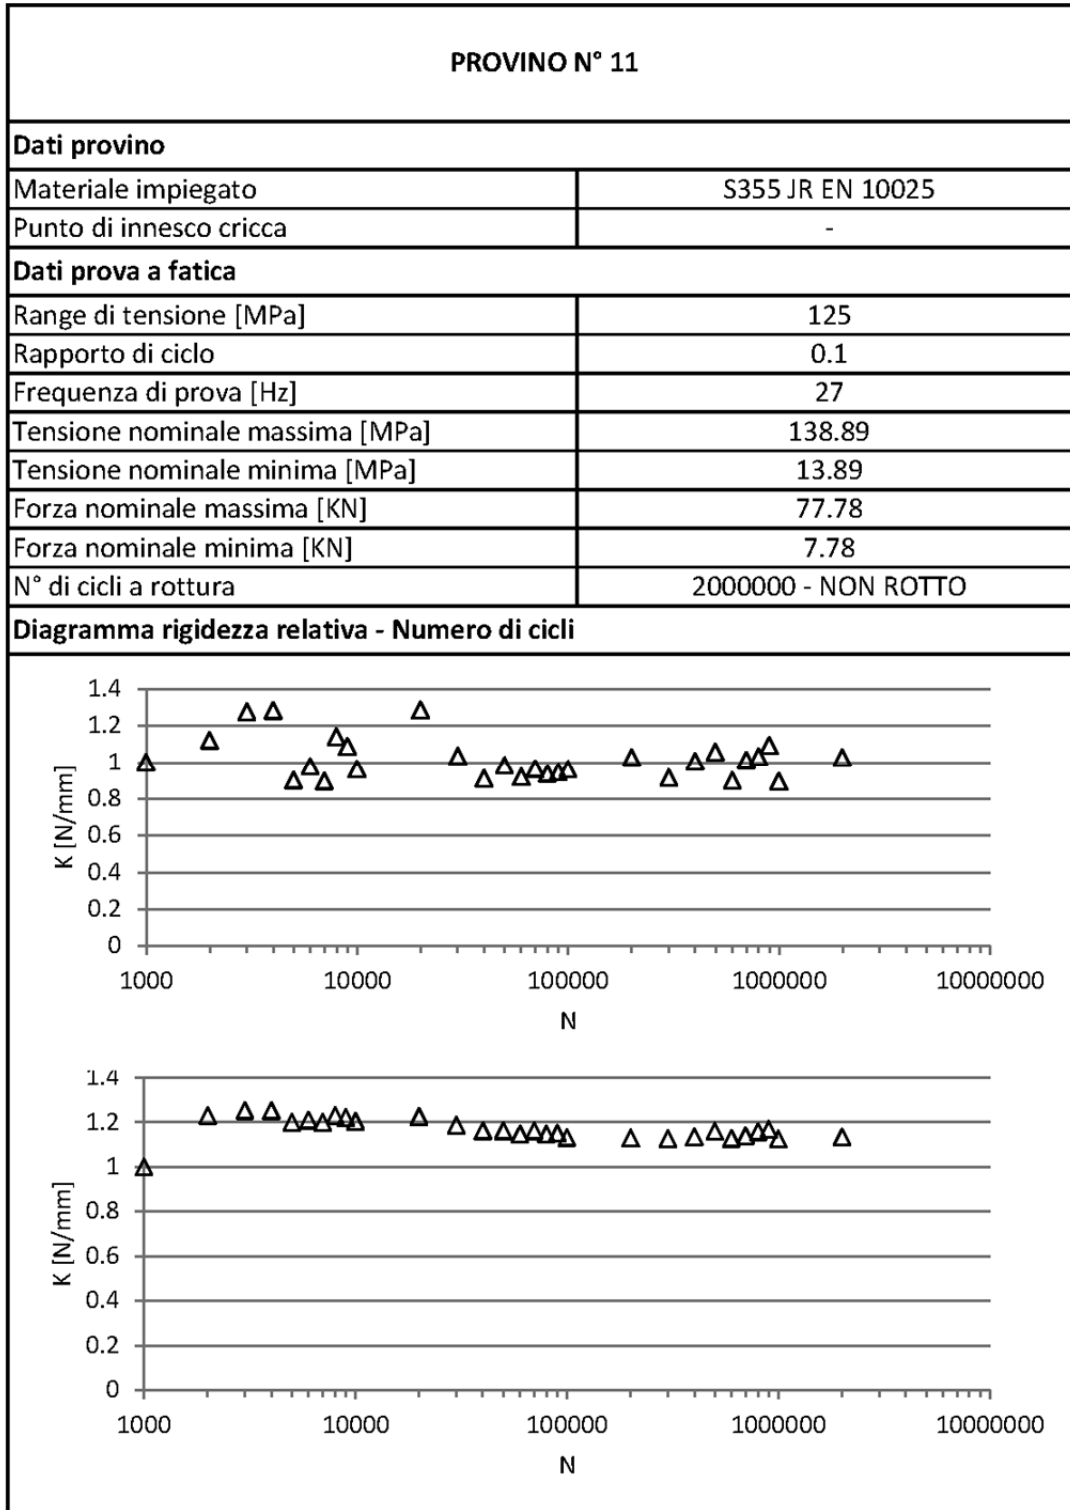 PROVINO N° 11
Dati provino
Materiale impiegato S355 JR EN 10025
Punto di innesco cricca -
Dati prova a fatica
Range di tensione [MPa] 125
Rapporto di ciclo 0.1
Frequenza di prova [Hz] 27
Tensione nominale massima [MPa] 138.89
Tensione nominale minima [MPa] 13.89
Forza nominale massima [KN] 77.78
Forza nominale minima [KN] 7.78
N° di cicli a rottura 2000000 - NON ROTTO
Diagramma rigidezza relativa - Numero di cicli
1.4
1.2
1
0.8
0.6
0.4
0.2
0
K [N/mm]
1000 10000 100000 1000000 10000000
N
1.4
1.2
1
0.8
0.6
0.4
0.2
0
K [N/mm]
1000 10000 100000 1000000 10000000
N